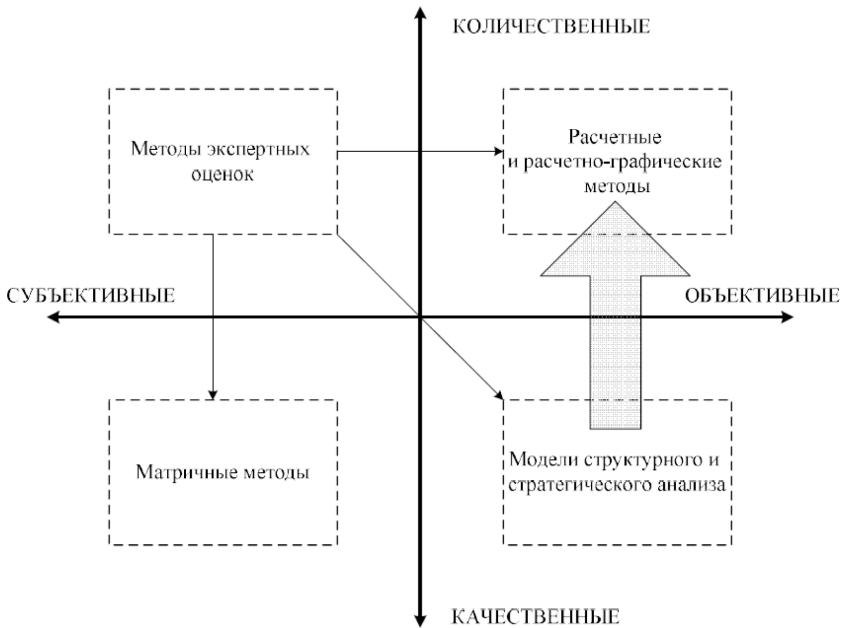 КОЛИЧЕСТВЕННЫЕ
Методы экспертных
оценок
Расчетные
и расчетно-графические
методы
СУБЪЕКТИВНЫЕ
ОБЪЕКТИВНЫЕ
Матричные методы
Модели структурного и
стратегического анализа
КАЧЕСТВЕННЫЕ